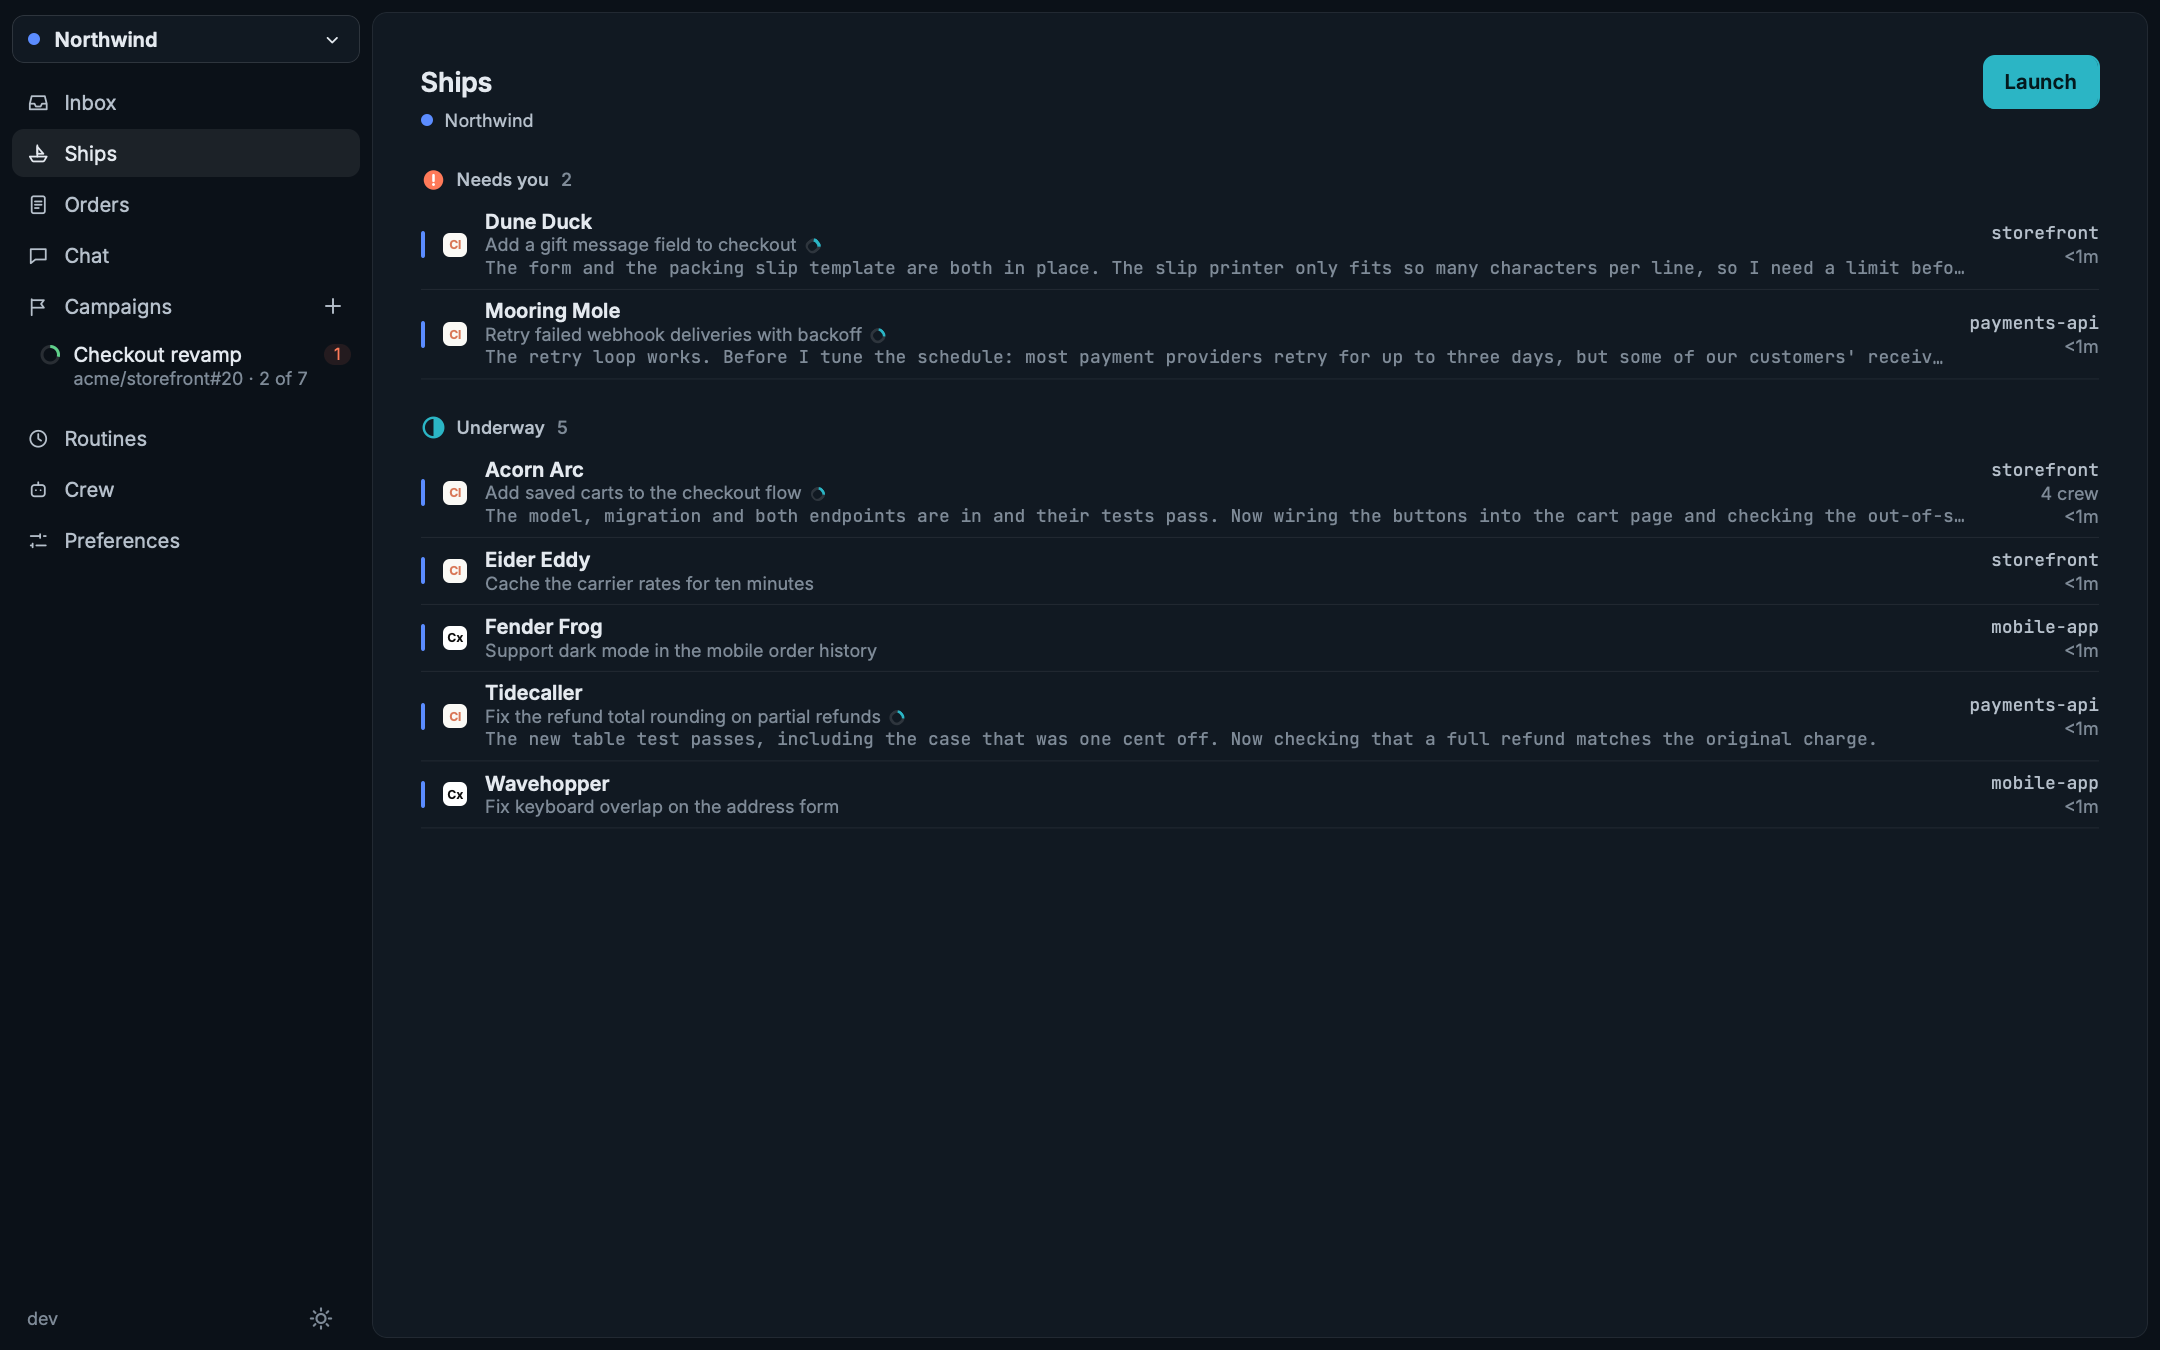 Northwind
Inbox
Ships
Orders
Chat
Campaigns
Checkout revamp 1
acme/storefront#20 · 2 of 7
Routines
Crew
Preferences
dev
Ships
Launch
Northwind
Needs you 2
Cl
Dune Duck
Add a gift message field to checkout
The form and the packing slip template are both in place. The slip printer only fits so many characters per line, so I need a limit befo…
storefront
<1m
Cl
Mooring Mole
Retry failed webhook deliveries with backoff
The retry loop works. Before I tune the schedule: most payment providers retry for up to three days, but some of our customers' receiv…
payments-api
<1m
Underway 5
Cl
Acorn Arc
Add saved carts to the checkout flow
The model, migration and both endpoints are in and their tests pass. Now wiring the buttons into the cart page and checking the out-of-s…
storefront
4 crew
<1m
Cl
Eider Eddy
Cache the carrier rates for ten minutes
storefront
<1m
Cx
Fender Frog
Support dark mode in the mobile order history
mobile-app
<1m
Cl
Tidecaller
Fix the refund total rounding on partial refunds
The new table test passes, including the case that was one cent off. Now checking that a full refund matches the original charge.
payments-api
<1m
Cx
Wavehopper
Fix keyboard overlap on the address form
mobile-app
<1m